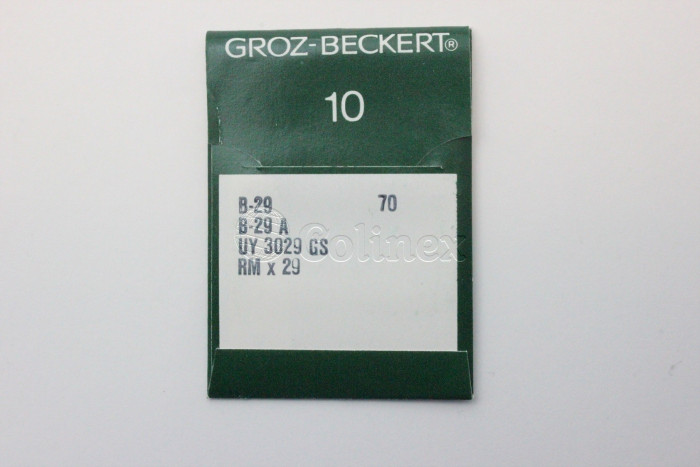 GROZ-BECKERT®
10
B-29 70
B-29 A
UY 3029 GS
RM x 29
Colinex